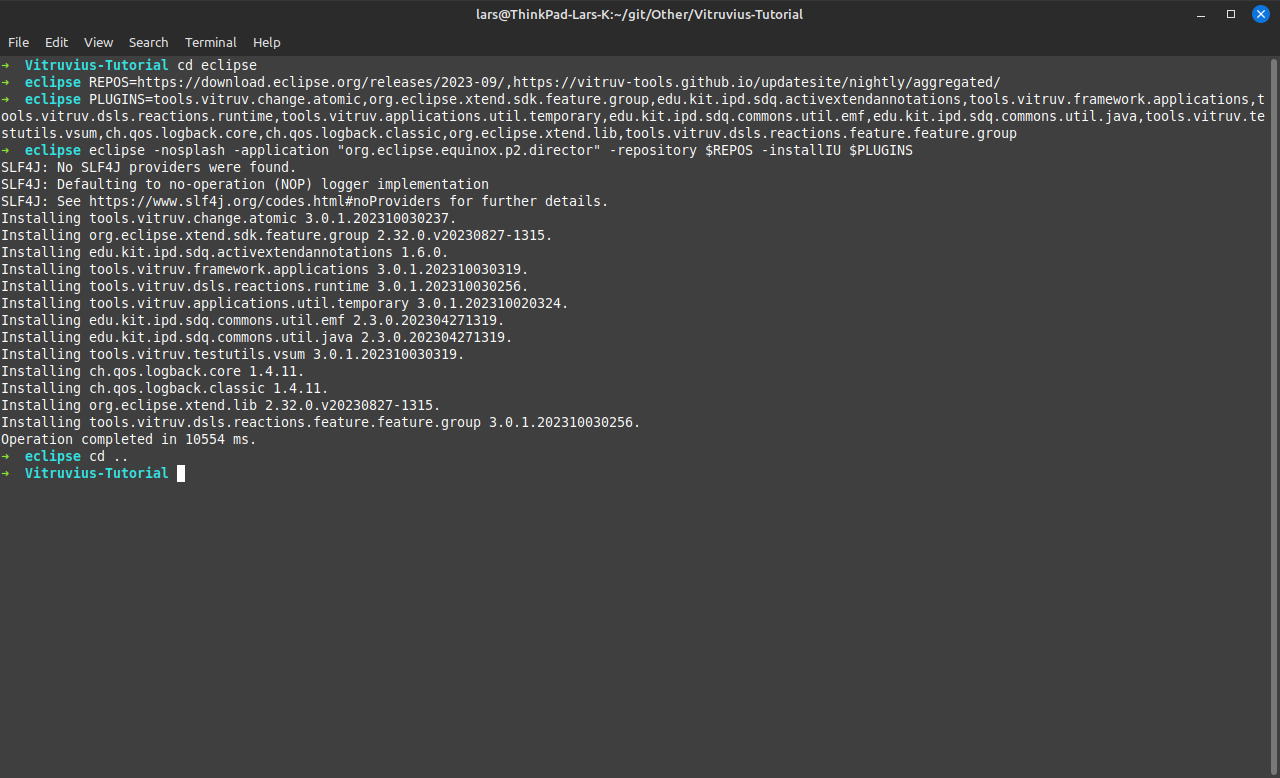 lars@ThinkPad-Lars-K:~/git/Other/Vitruvius-Tutorial
File Edit View Search Terminal Help
➜ Vitruvius-Tutorial cd eclipse
➜ eclipse REPOS=https://download.eclipse.org/releases/2023-09/,https://vitruv-tools.github.io/updatesite/nightly/aggregated/
➜ eclipse PLUGINS=tools.vitruv.change.atomic,org.eclipse.xtend.sdk.feature.group,edu.kit.ipd.sdq.activextendannotations,tools.vitruv.framework.applications,t
ools.vitruv.dsls.reactions.runtime,tools.vitruv.applications.util.temporary,edu.kit.ipd.sdq.commons.util.emf,edu.kit.ipd.sdq.commons.util.java,tools.vitruv.te
stutils.vsum,ch.qos.logback.core,ch.qos.logback.classic,org.eclipse.xtend.lib,tools.vitruv.dsls.reactions.feature.feature.group
➜ eclipse eclipse -nosplash -application "org.eclipse.equinox.p2.director" -repository $REPOS -installIU $PLUGINS
SLF4J: No SLF4J providers were found.
SLF4J: Defaulting to no-operation (NOP) logger implementation
SLF4J: See https://www.slf4j.org/codes.html#noProviders for further details.
Installing tools.vitruv.change.atomic 3.0.1.202310030237.
Installing org.eclipse.xtend.sdk.feature.group 2.32.0.v20230827-1315.
Installing edu.kit.ipd.sdq.activextendannotations 1.6.0.
Installing tools.vitruv.framework.applications 3.0.1.202310030319.
Installing tools.vitruv.dsls.reactions.runtime 3.0.1.202310030256.
Installing tools.vitruv.applications.util.temporary 3.0.1.202310020324.
Installing edu.kit.ipd.sdq.commons.util.emf 2.3.0.202304271319.
Installing edu.kit.ipd.sdq.commons.util.java 2.3.0.202304271319.
Installing tools.vitruv.testutils.vsum 3.0.1.202310030319.
Installing ch.qos.logback.core 1.4.11.
Installing ch.qos.logback.classic 1.4.11.
Installing org.eclipse.xtend.lib 2.32.0.v20230827-1315.
Installing tools.vitruv.dsls.reactions.feature.feature.group 3.0.1.202310030256.
Operation completed in 10554 ms.
➜ eclipse cd ..
➜ Vitruvius-Tutorial